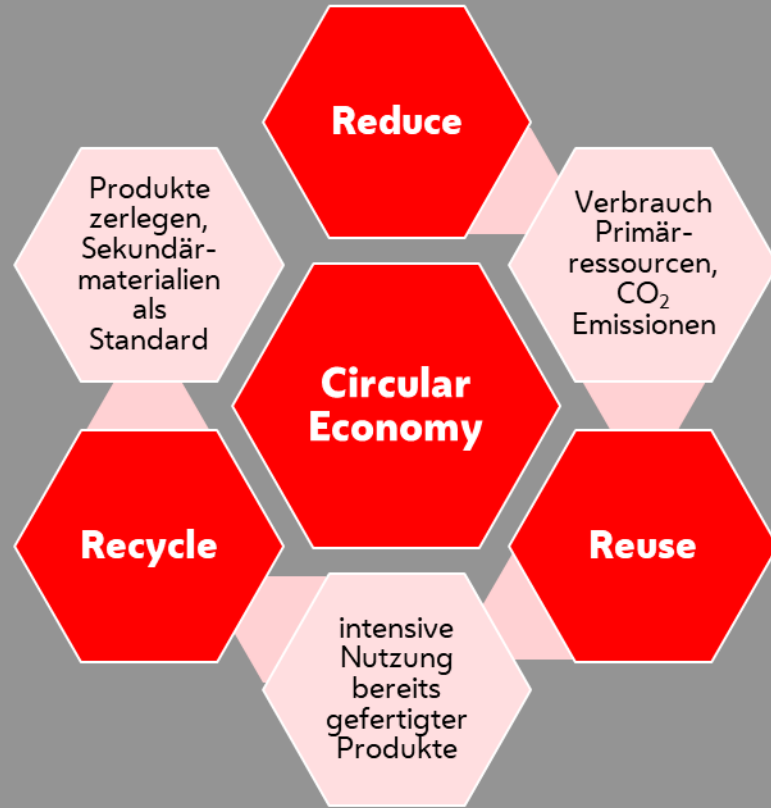 Reduce
Verbrauch
Primär-
ressourcen,
CO₂
Emissionen
Reuse
intensive
Nutzung
bereits
gefertigter
Produkte
Recycle
Produkte
zerlegen,
Sekundär-
materialien
als
Standard
Circular
Economy